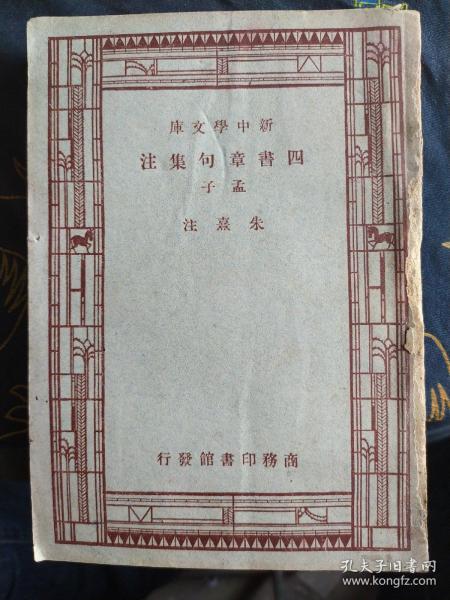 新中學文庫
四書章句集注
孟子
朱熹注
商務印書館發行
孔夫子旧书网
www.kongfz.com